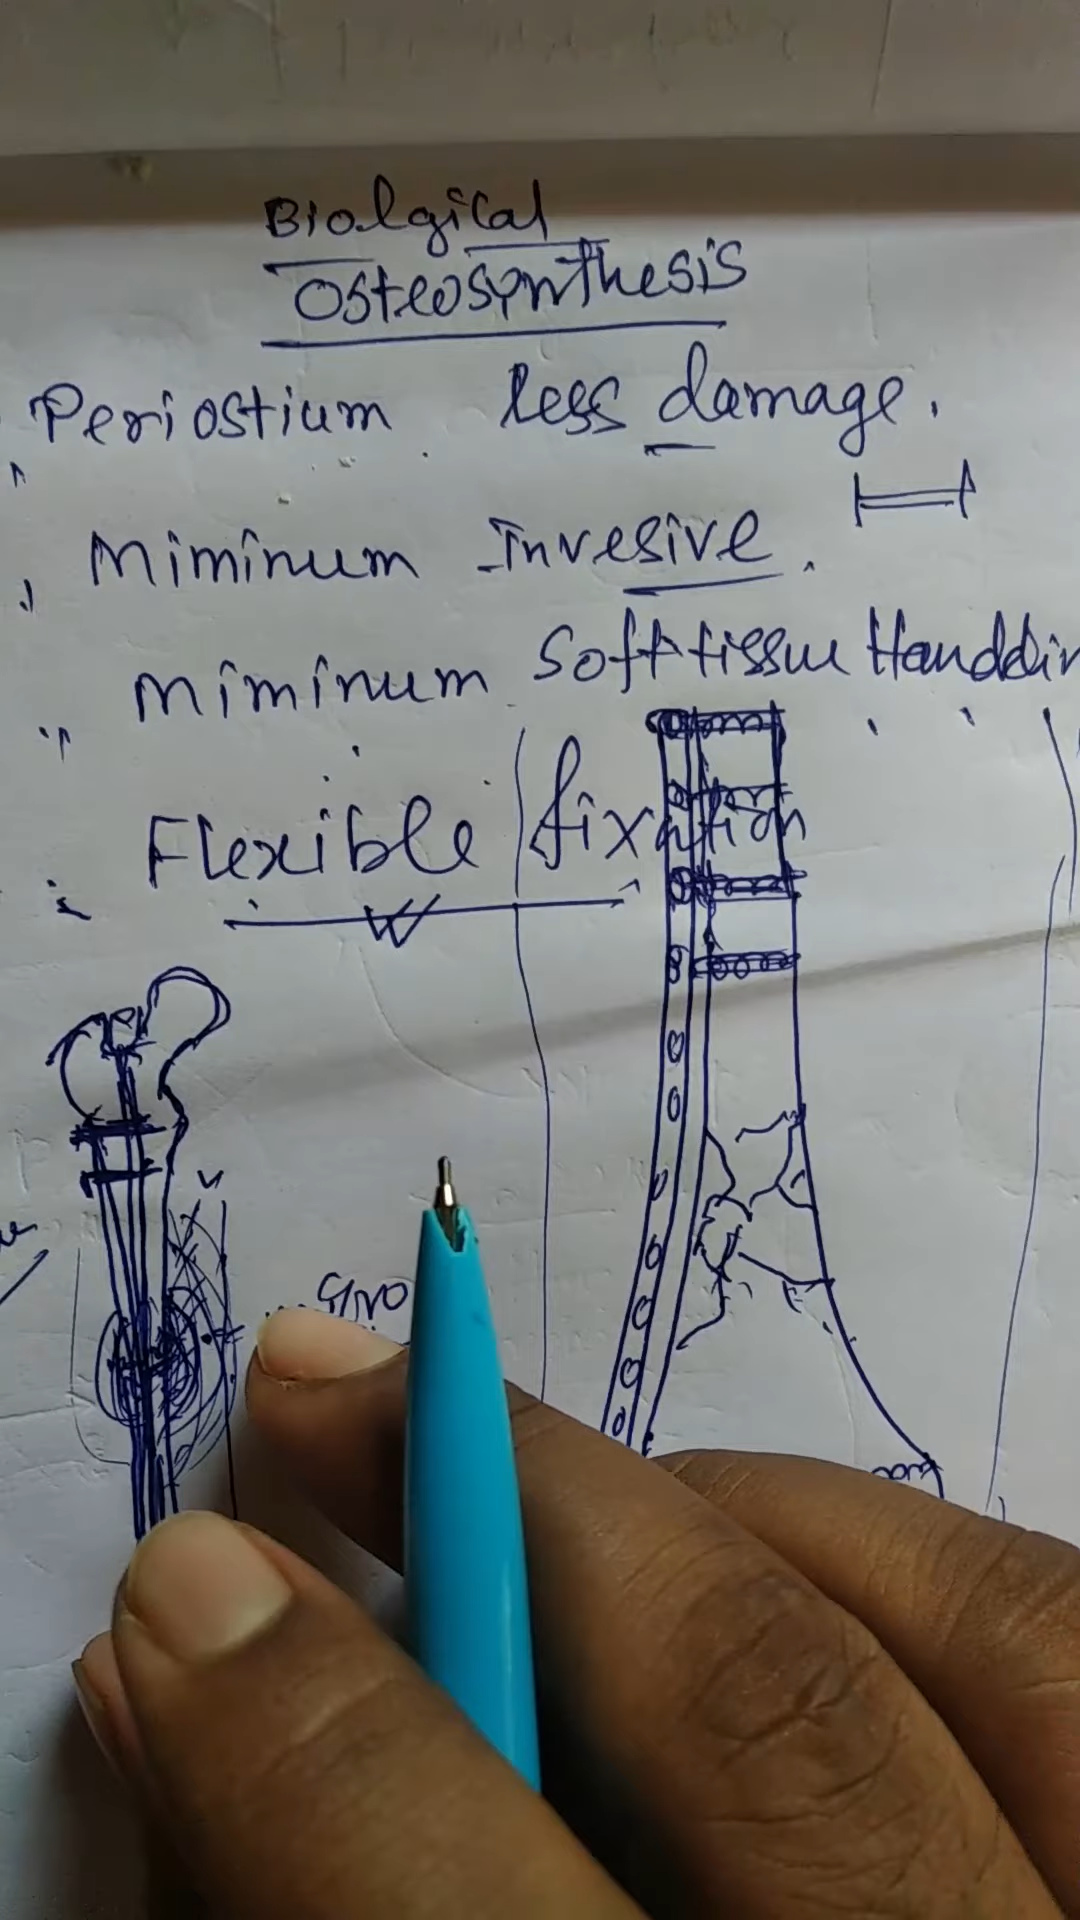 Biolgical
Osteosynthesis
Periostium less damage.
Miminum Invesive.
Miminum Soft tissue
Flexible fixation